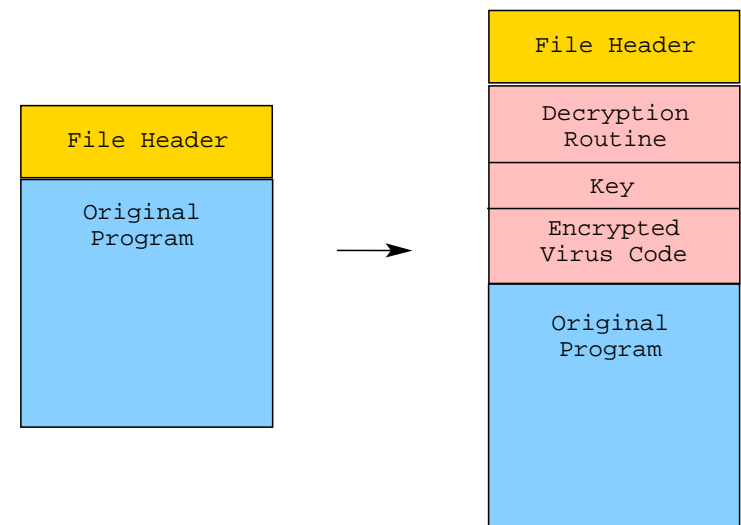 File Header
Original
Program
File Header
Decryption
Routine
Key
Encrypted
Virus Code
Original
Program